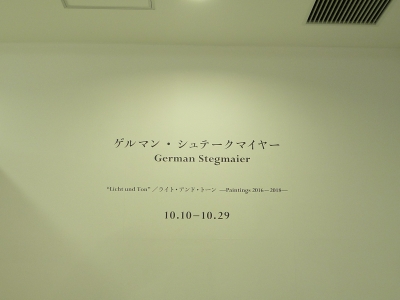 ゲルマン・シュテークマイヤー
German Stegmaier
"Licht und Ton"／ライト・アンド・トーン —Paintings 2016–2018—
10.10–10.29